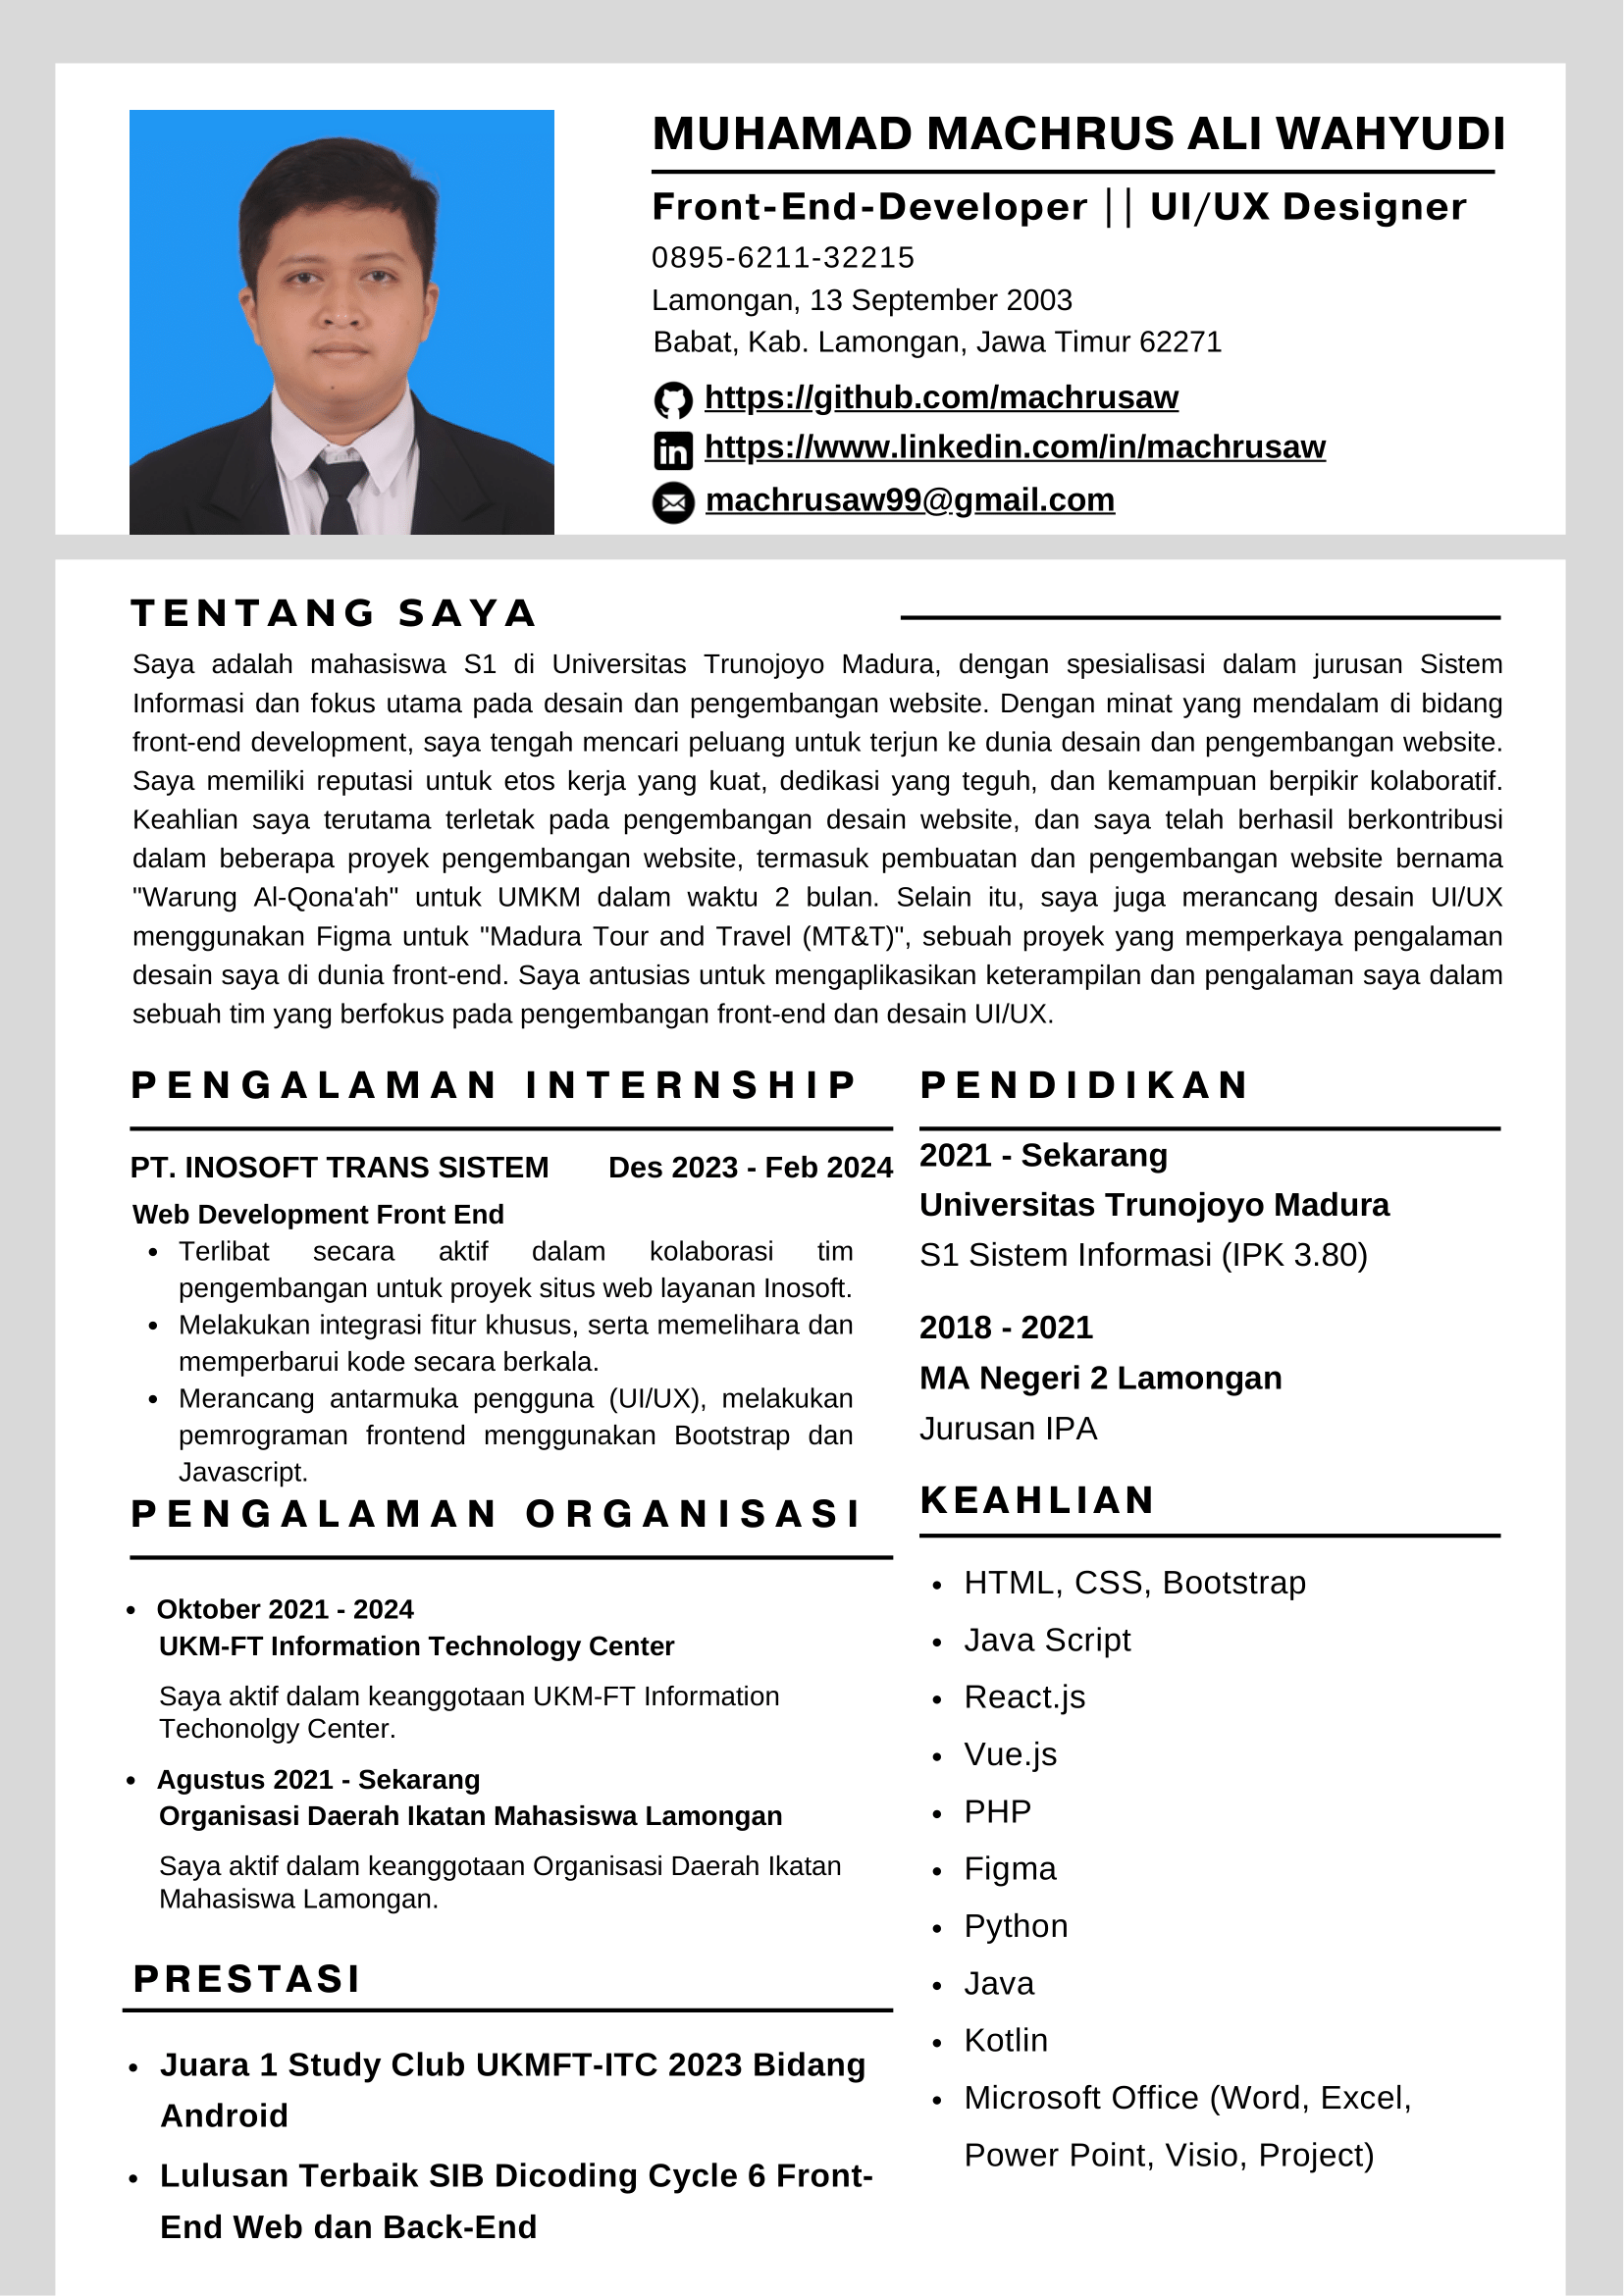 MUHAMAD MACHRUS ALI WAHYUDI
Front-End-Developer || UI/UX Designer
0895-6211-32215
Lamongan, 13 September 2003
Babat, Kab. Lamongan, Jawa Timur 62271
https://github.com/machrusaw
https://www.linkedin.com/in/machrusaw
machrusaw99@gmail.com
TENTANG SAYA
Saya adalah mahasiswa S1 di Universitas Trunojoyo Madura, dengan spesialisasi dalam jurusan Sistem
Informasi dan fokus utama pada desain dan pengembangan website. Dengan minat yang mendalam di bidang
front-end development, saya tengah mencari peluang untuk terjun ke dunia desain dan pengembangan website.
Saya memiliki reputasi untuk etos kerja yang kuat, dedikasi yang teguh, dan kemampuan berpikir kolaboratif.
Keahlian saya terutama terletak pada pengembangan desain website, dan saya telah berhasil berkontribusi
dalam beberapa proyek pengembangan website, termasuk pembuatan dan pengembangan website bernama
"Warung Al-Qona'ah" untuk UMKM dalam waktu 2 bulan. Selain itu, saya juga merancang desain UI/UX
menggunakan Figma untuk "Madura Tour and Travel (MT&T)", sebuah proyek yang memperkaya pengalaman
desain saya di dunia front-end. Saya antusias untuk mengaplikasikan keterampilan dan pengalaman saya dalam
sebuah tim yang berfokus pada pengembangan front-end dan desain UI/UX.
PENGALAMAN INTERNSHIP
PT. INOSOFT TRANS SISTEM Des 2023 - Feb 2024
Web Development Front End
• Terlibat secara aktif dalam kolaborasi tim
pengembangan untuk proyek situs web layanan Inosoft.
• Melakukan integrasi fitur khusus, serta memelihara dan
memperbarui kode secara berkala.
• Merancang antarmuka pengguna (UI/UX), melakukan
pemrograman frontend menggunakan Bootstrap dan
Javascript.
PENGALAMAN ORGANISASI
• Oktober 2021 - 2024
UKM-FT Information Technology Center
Saya aktif dalam keanggotaan UKM-FT Information
Techonolgy Center.
• Agustus 2021 - Sekarang
Organisasi Daerah Ikatan Mahasiswa Lamongan
Saya aktif dalam keanggotaan Organisasi Daerah Ikatan
Mahasiswa Lamongan.
PRESTASI
• Juara 1 Study Club UKMFT-ITC 2023 Bidang
Android
• Lulusan Terbaik SIB Dicoding Cycle 6 Front-
End Web dan Back-End
PENDIDIKAN
2021 - Sekarang
Universitas Trunojoyo Madura
S1 Sistem Informasi (IPK 3.80)
2018 - 2021
MA Negeri 2 Lamongan
Jurusan IPA
KEAHLIAN
• HTML, CSS, Bootstrap
• Java Script
• React.js
• Vue.js
• PHP
• Figma
• Python
• Java
• Kotlin
• Microsoft Office (Word, Excel,
Power Point, Visio, Project)